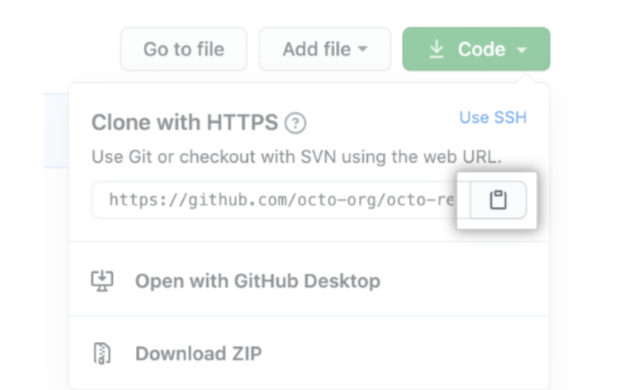 Go to file Add file Code
Clone with HTTPS ? Use SSH
Use Git or checkout with SVN using the web URL.
https://github.com/octo-org/octo-re
Open with GitHub Desktop
Download ZIP